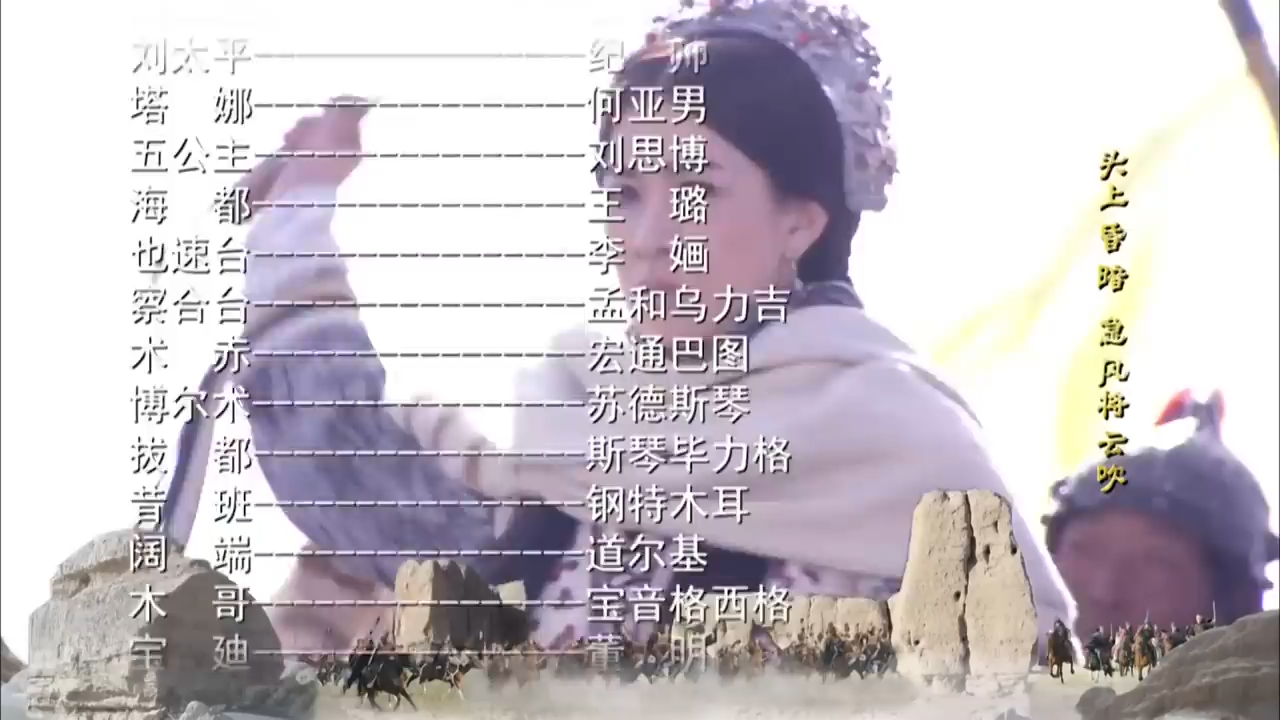 刘太平——————————纪　帅
塔　娜——————————何亚男
五公主——————————刘思博
海　都——————————王　璐
也速台——————————李　婳
察合台——————————孟和乌力吉
术　赤——————————宏通巴图
博尔术——————————苏德斯琴
拔　都——————————斯琴毕力格
昔　班——————————钢特木耳
阔　端——————————道尔基
木　哥——————————宝音格西格
宝　迪——————————董　明
头上昏暗 急风将云吹